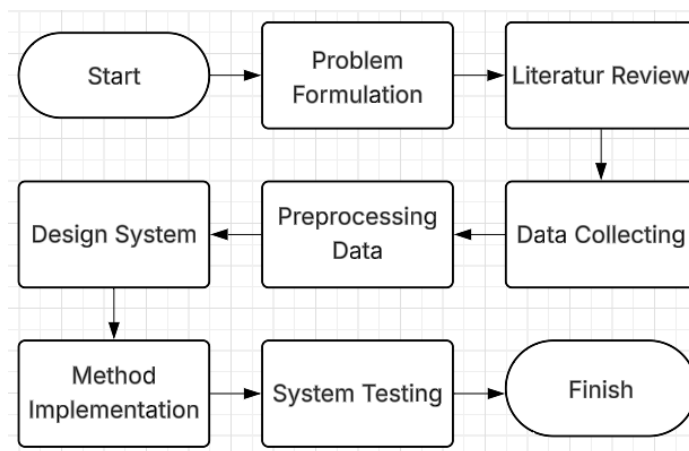 Start
Problem
Formulation
Literatur Review
Data Collecting
Preprocessing
Data
Design System
Method
Implementation
System Testing
Finish